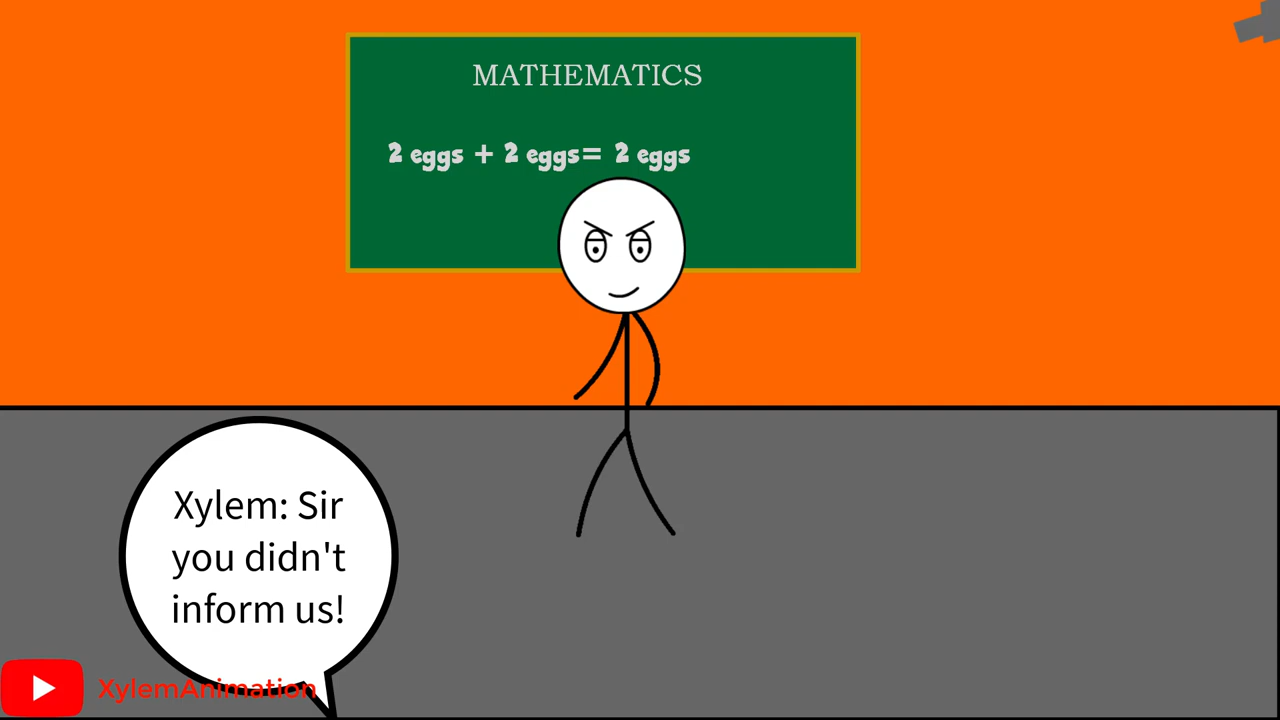 MATHEMATICS
2 eggs + 2 eggs= 2 eggs
Xylem: Sir
you didn't
inform us!
XylemAnimation